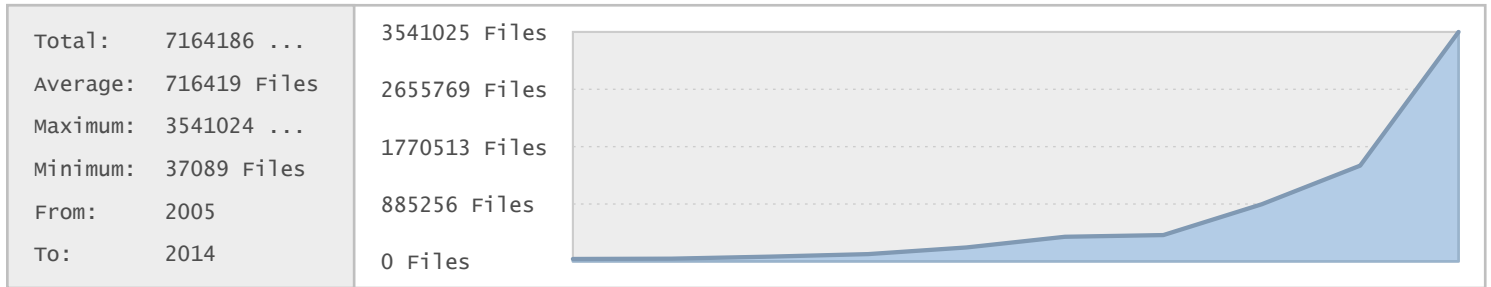 Total: 7164186 ...
Average: 716419 Files
Maximum: 3541024 ...
Minimum: 37089 Files
From: 2005
To: 2014
3541025 Files
2655769 Files
1770513 Files
885256 Files
0 Files